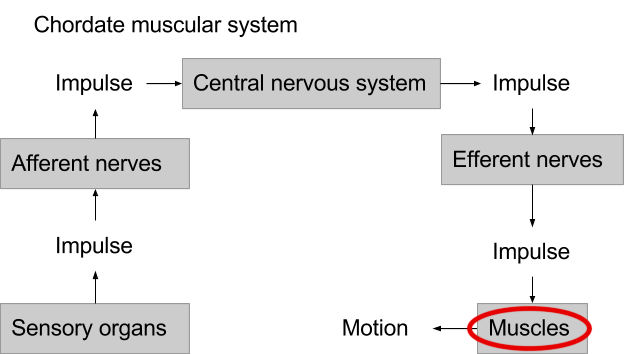 Chordate muscular system
Impulse
Central nervous system
Impulse
Afferent nerves
Efferent nerves
Impulse
Impulse
Sensory organs
Motion
Muscles